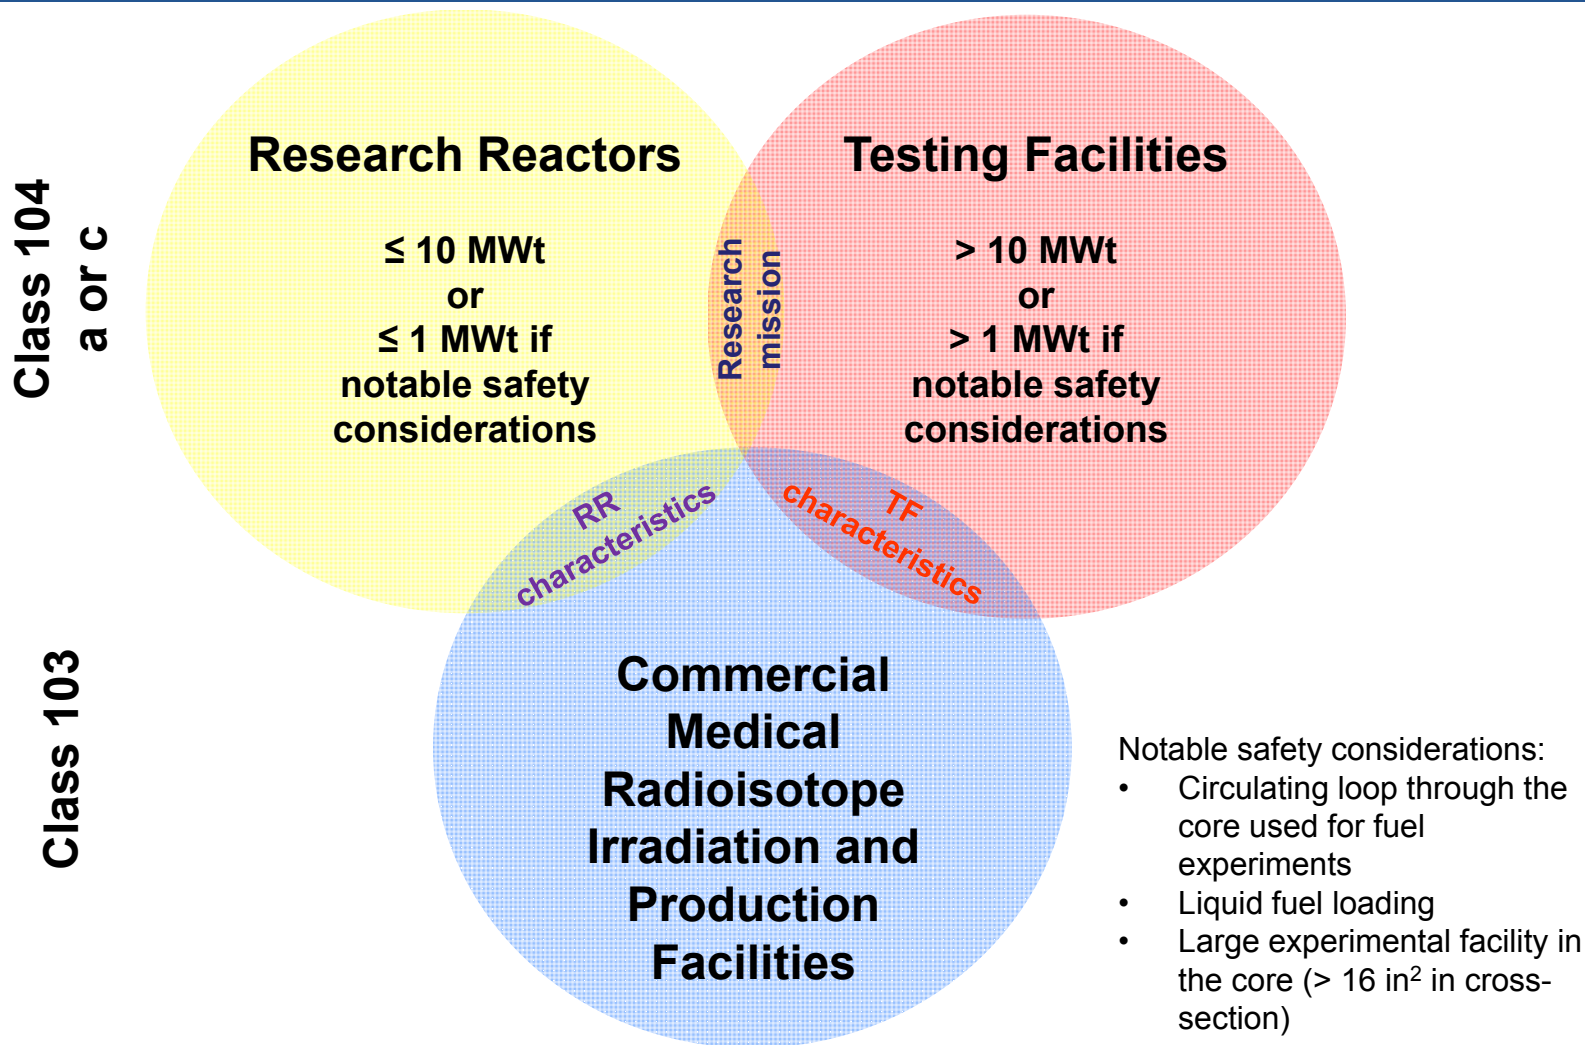 Class 104
a or c
Research Reactors
≤ 10 MWt
or
≤ 1 MWt if
notable safety
considerations
Research
mission
Testing Facilities
> 10 MWt
or
> 1 MWt if
notable safety
considerations
RR
characteristics
TF
characteristics
Class 103
Commercial
Medical
Radioisotope
Irradiation and
Production
Facilities
Notable safety considerations:
• Circulating loop through the
core used for fuel
experiments
• Liquid fuel loading
• Large experimental facility in
the core (> 16 in² in cross-
section)